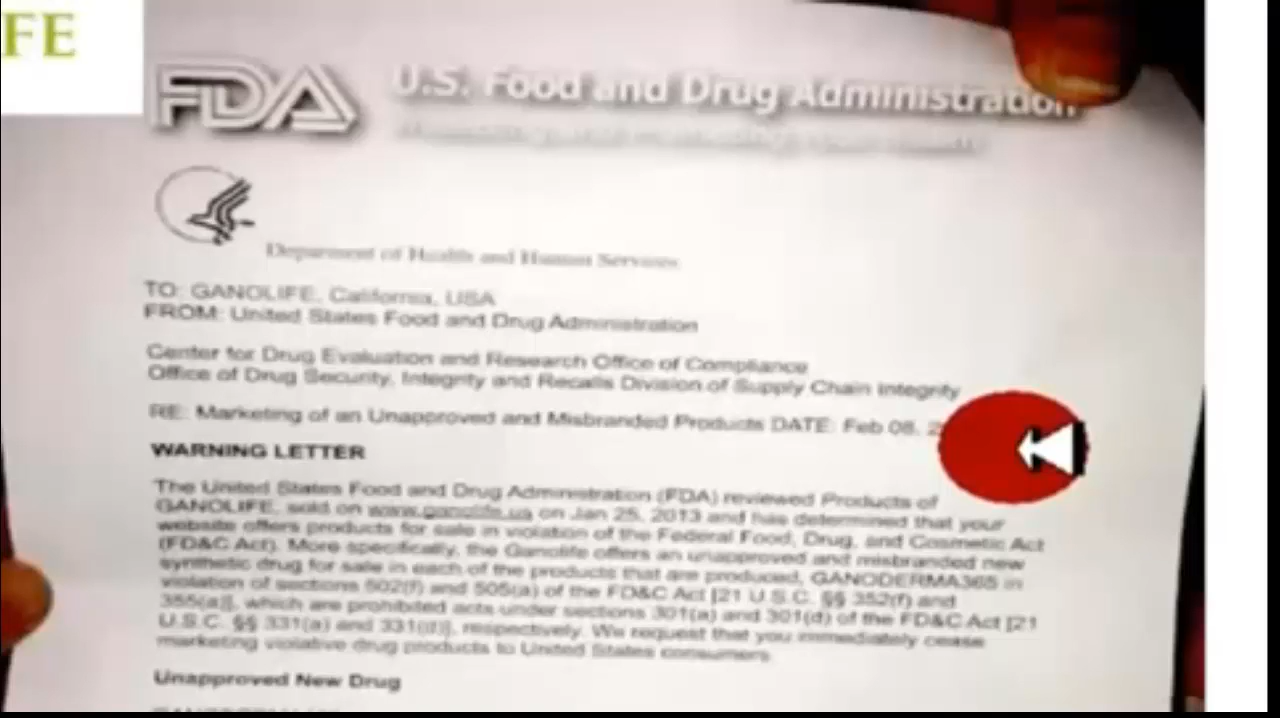 FE
FDA U.S. Food and Drug Administration
Department of Health and Human Services
TO: GANOLIFE, California, USA
FROM: United States Food and Drug Administration
Center for Drug Evaluation and Research Office of Compliance
Office of Drug Security, Integrity and Recalls Division of Supply Chain Integrity
RE: Marketing of an Unapproved and Misbranded Products DATE: Feb 08, 2
WARNING LETTER
The United States Food and Drug Administration (FDA) reviewed Products of
GANOLIFE, sold on www.ganolife.us on Jan 25, 2013 and has determined that your
website offers products for sale in violation of the Federal Food, Drug, and Cosmetic Act
(FD&C Act). More specifically, the Ganolife offers an unapproved and misbranded new
synthetic drug for sale in each of the products that are produced, GANODERMA365 in
violation of sections 502(f) and 505(a) of the FD&C Act [21 U.S.C. §§ 352(f) and
355(a)], which are prohibited acts under sections 301(a) and 301(d) of the FD&C Act [21
U.S.C. §§ 331(a) and 331(d)], respectively. We request that you immediately cease
marketing violative drug products to United States consumers.
Unapproved New Drug